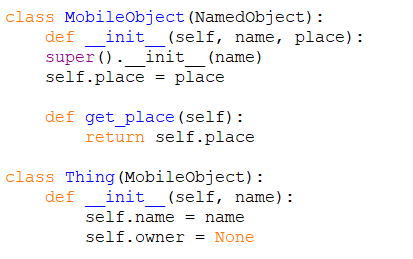 class MobileObject(NamedObject):
    def __init__(self, name, place):
    super().__init__(name)
    self.place = place

    def get_place(self):
        return self.place

class Thing(MobileObject):
    def __init__(self, name):
        self.name = name
        self.owner = None